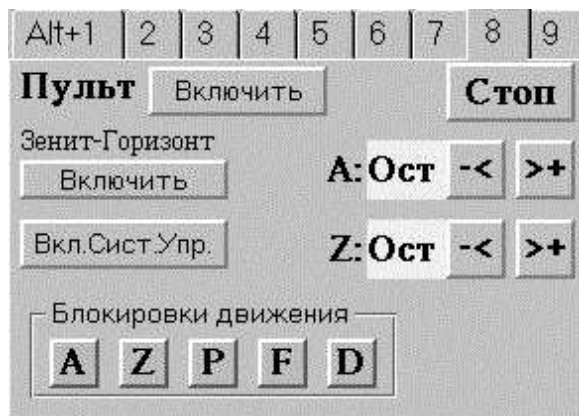 Alt+1 2 3 4 5 6 7 8 9
Пульт Включить Стоп
Зенит-Горизонт
Включить A: Ост -< >+
Вкл.Сист.Упр. Z: Ост -< >+
Блокировки движения
A Z P F D